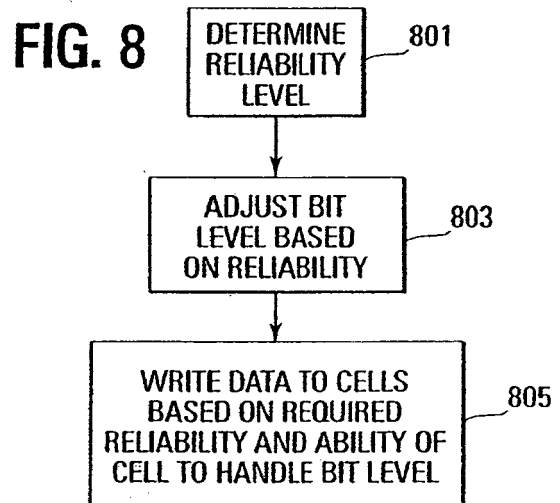 FIG. 8
DETERMINE
RELIABILITY
LEVEL
801
ADJUST BIT
LEVEL BASED
ON RELIABILITY
803
WRITE DATA TO CELLS
BASED ON REQUIRED
RELIABILITY AND ABILITY OF
CELL TO HANDLE BIT LEVEL
805